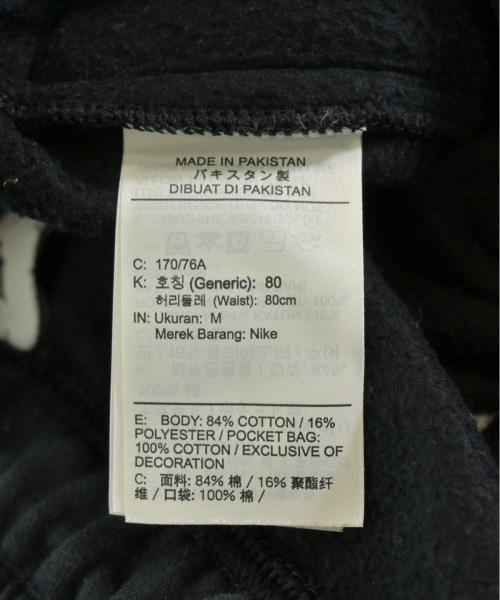 MADE IN PAKISTAN
パキスタン製
DIBUAT DI PAKISTAN
C: 170/76A
K: 호칭 (Generic): 80
허리둘레 (Waist): 80cm
IN: Ukuran: M
Merek Barang: Nike
E: BODY: 84% COTTON / 16%
POLYESTER / POCKET BAG:
100% COTTON / EXCLUSIVE OF
DECORATION
C: 面料: 84% 棉 / 16% 聚酯纤
维 / 口袋: 100% 棉 /